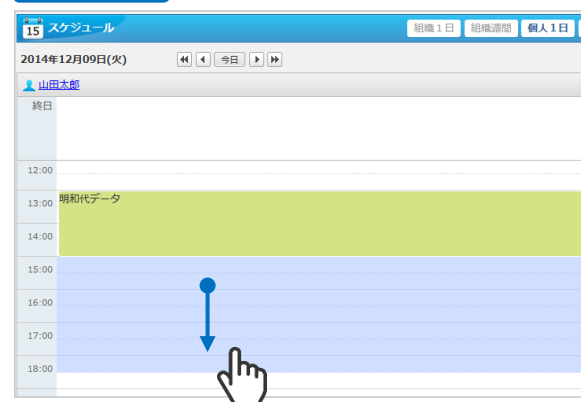 15 スケジュール
組織１日 組織週間 個人１日
2014年12月09日(火) 今日
山田太郎
終日
12:00
13:00 明和代データ
14:00
15:00
16:00
17:00
18:00